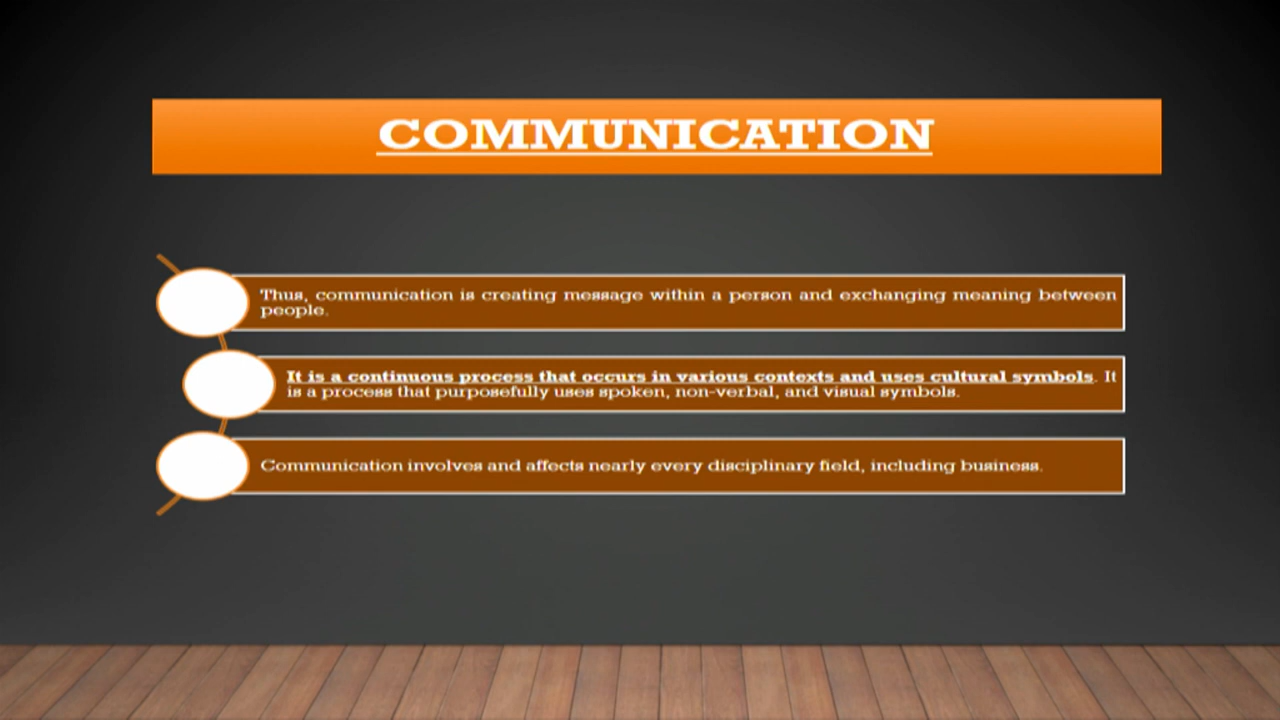 COMMUNICATION
Thus, communication is creating message within a person and exchanging meaning between
people.
It is a continuous process that occurs in various contexts and uses cultural symbols. It
is a process that purposefully uses spoken, non-verbal, and visual symbols.
Communication involves and affects nearly every disciplinary field, including business.